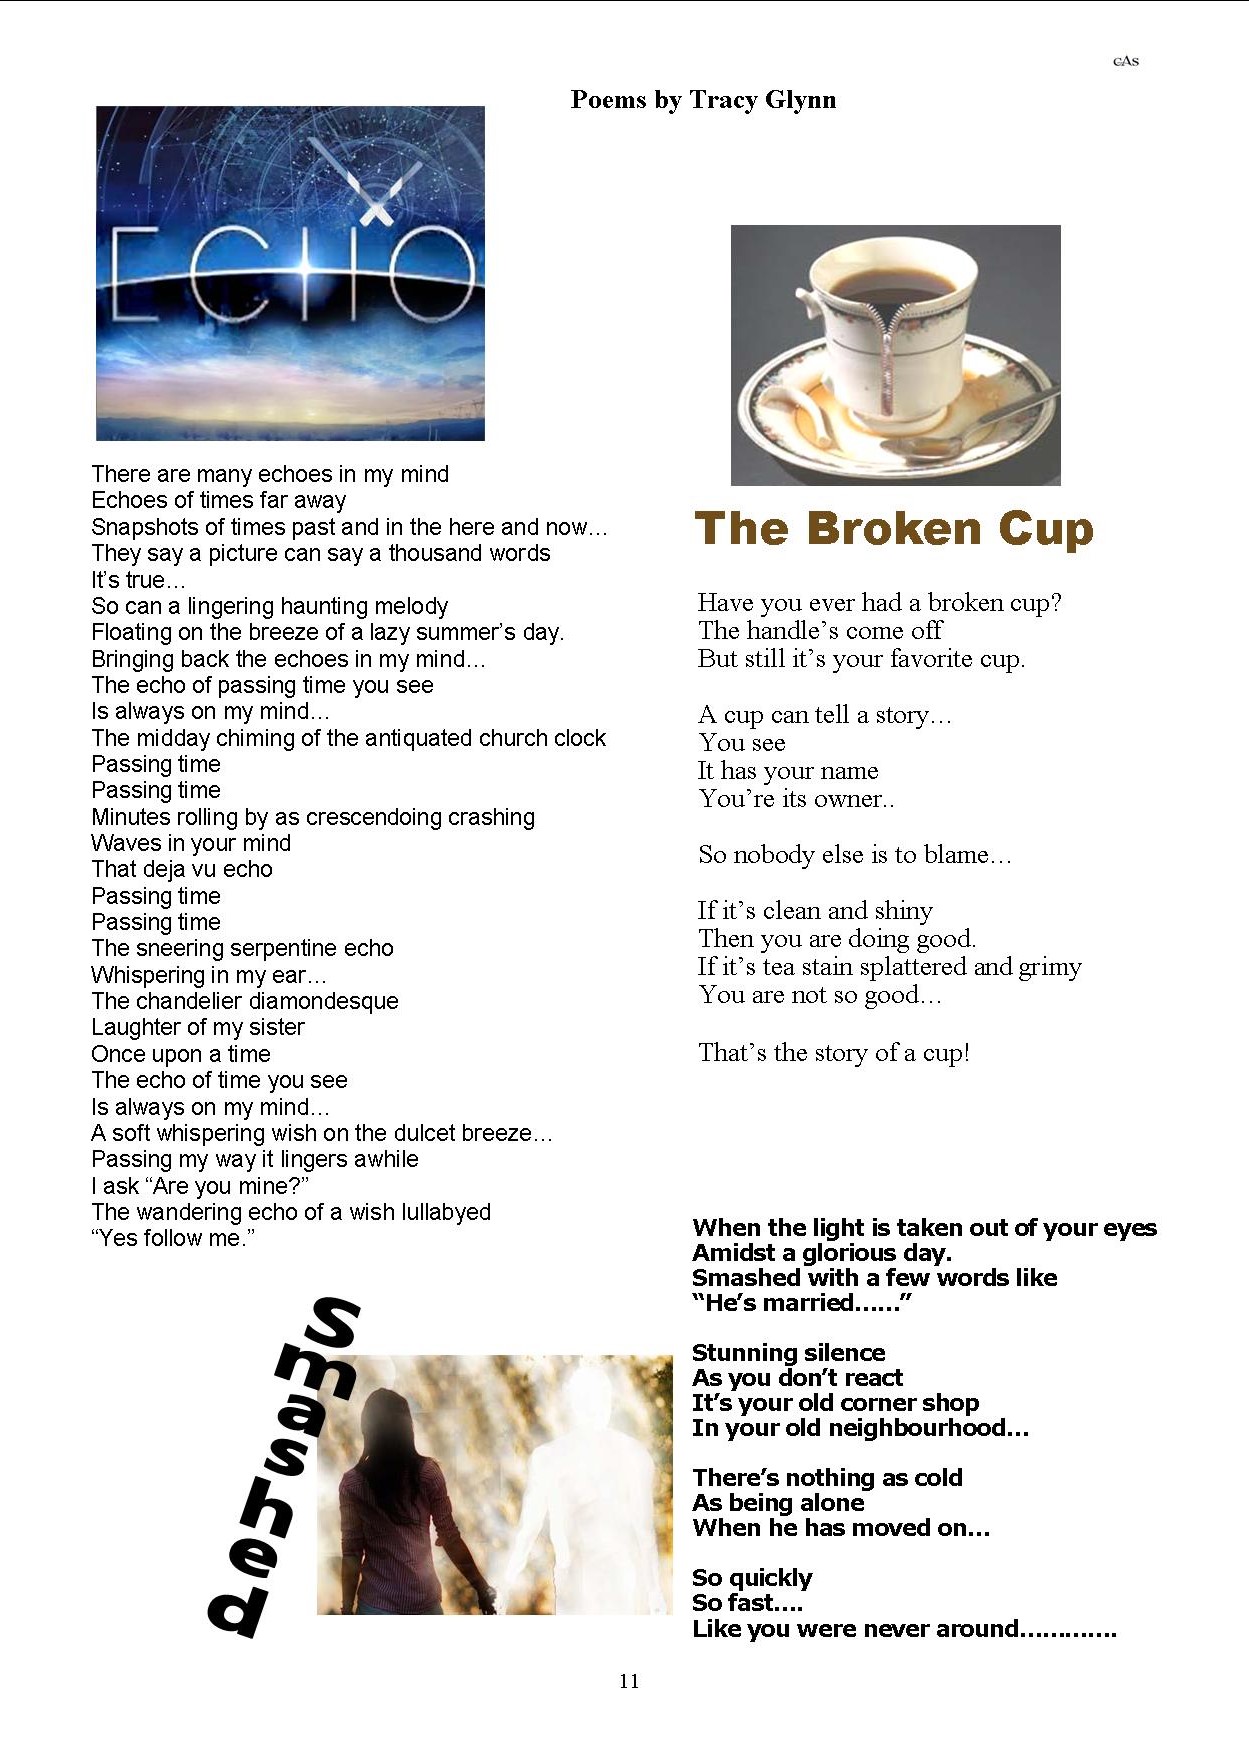 cAs
Poems by Tracy Glynn
ECHO
There are many echoes in my mind
Echoes of times far away
Snapshots of times past and in the here and now…
They say a picture can say a thousand words
It’s true…
So can a lingering haunting melody
Floating on the breeze of a lazy summer’s day.
Bringing back the echoes in my mind…
The echo of passing time you see
Is always on my mind…
The midday chiming of the antiquated church clock
Passing time
Passing time
Minutes rolling by as crescendoing crashing
Waves in your mind
That deja vu echo
Passing time
Passing time
The sneering serpentine echo
Whispering in my ear…
The chandelier diamondesque
Laughter of my sister
Once upon a time
The echo of time you see
Is always on my mind…
A soft whispering wish on the dulcet breeze…
Passing my way it lingers awhile
I ask “Are you mine?”
The wandering echo of a wish lullabyed
“Yes follow me.”
The Broken Cup
Have you ever had a broken cup?
The handle’s come off
But still it’s your favorite cup.
A cup can tell a story…
You see
It has your name
You’re its owner..
So nobody else is to blame…
If it’s clean and shiny
Then you are doing good.
If it’s tea stain splattered and grimy
You are not so good…
That’s the story of a cup!
smashed
When the light is taken out of your eyes
Amidst a glorious day.
Smashed with a few words like
“He’s married……”
Stunning silence
As you don’t react
It’s your old corner shop
In your old neighbourhood…
There’s nothing as cold
As being alone
When he has moved on…
So quickly
So fast….
Like you were never around………….
11